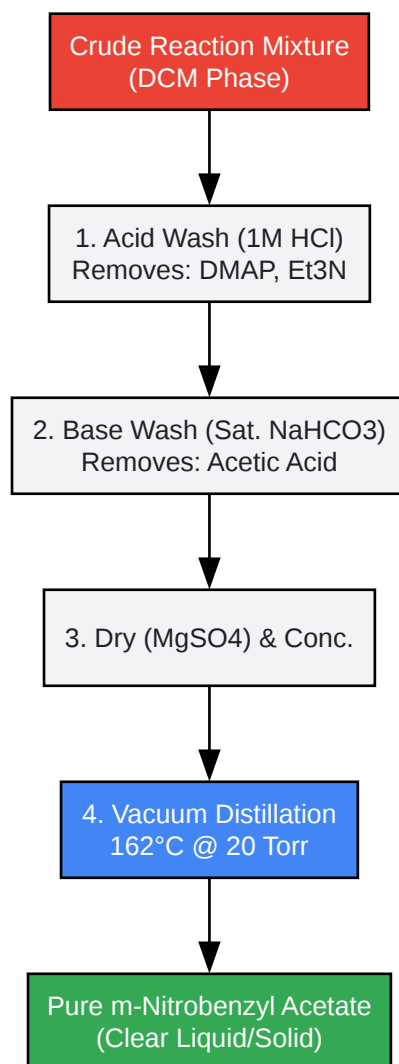 Crude Reaction Mixture
(DCM Phase)
1. Acid Wash (1M HCl)
Removes: DMAP, Et3N
2. Base Wash (Sat. NaHCO3)
Removes: Acetic Acid
3. Dry (MgSO4) & Conc.
4. Vacuum Distillation
162°C @ 20 Torr
Pure m-Nitrobenzyl Acetate
(Clear Liquid/Solid)